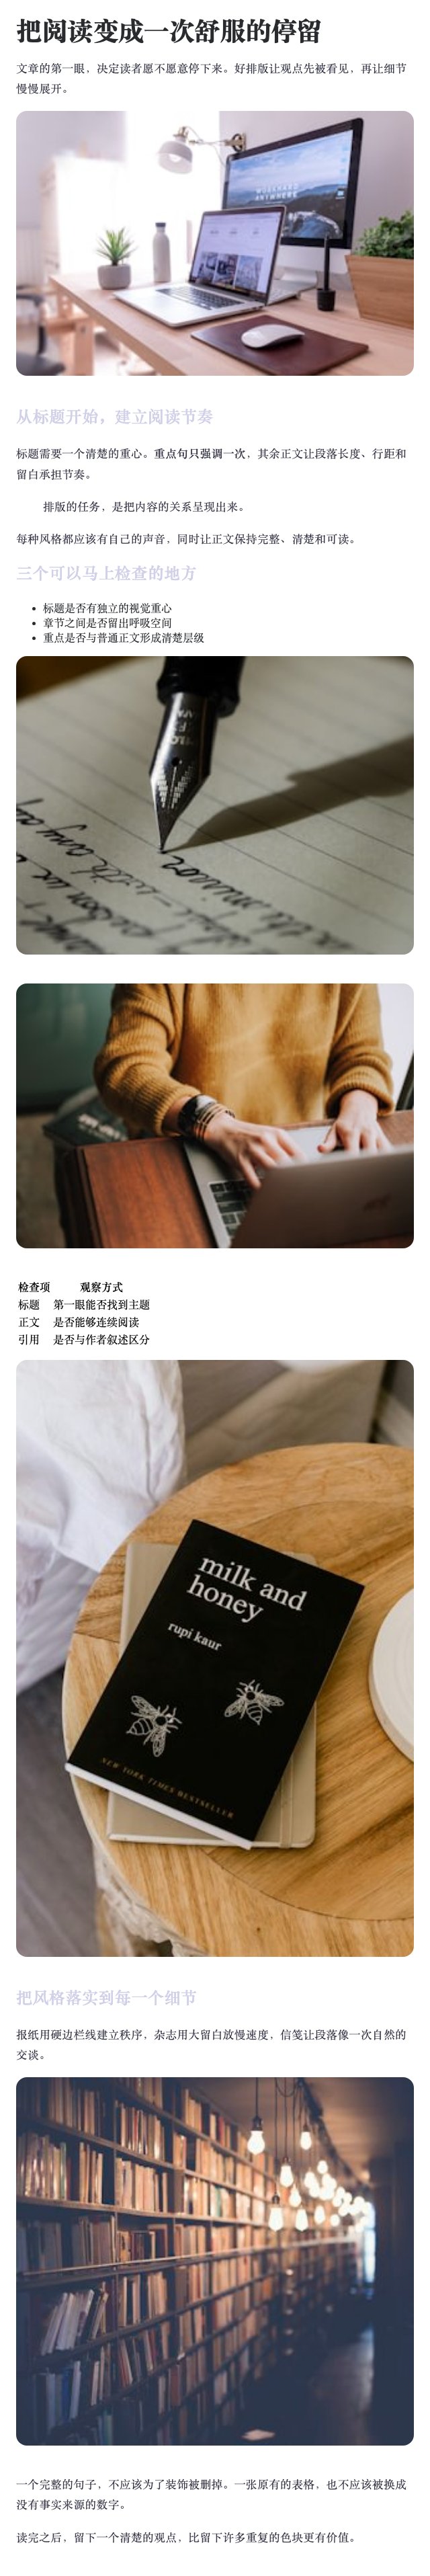 把阅读变成一次舒服的停留
文章的第一眼，决定读者愿不愿意停下来。好排版让观点先被看见，再让细节
慢慢展开。
WEEKEND
ANYWHERE
从标题开始，建立阅读节奏
标题需要一个清楚的重心。重点句只强调一次，其余正文让段落长度、行距和
留白承担节奏。
排版的任务，是把内容的关系呈现出来。
每种风格都应该有自己的声音，同时让正文保持完整、清楚和可读。
三个可以马上检查的地方
标题是否有独立的视觉重心
章节之间是否留出呼吸空间
重点是否与普通正文形成清楚层级
检查项 观察方式
标题 第一眼能否找到主题
正文 是否能够连续阅读
引用 是否与作者叙述区分
milk and
honey
rupi kaur
NEW YORK TIMES BESTSELLER
把风格落实到每一个细节
报纸用硬边栏线建立秩序，杂志用大留白放慢速度，信笺让段落像一次自然的
交谈。
一个完整的句子，不应该为了装饰被删掉。一张原有的表格，也不应该被换成
没有事实来源的数字。
读完之后，留下一个清楚的观点，比留下许多重复的色块更有价值。